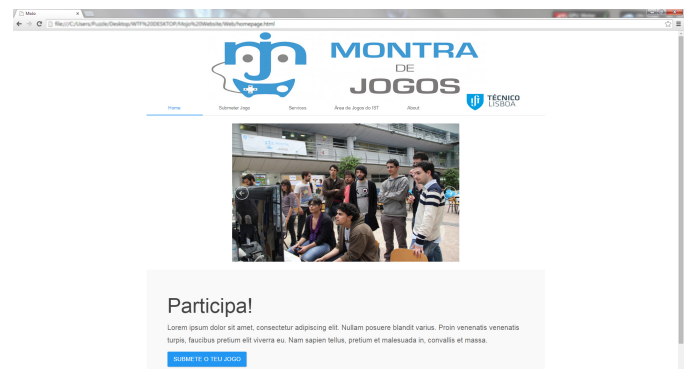 Mojo
file:///C:/Users/Puzzle/Desktop/WTF%20DESKTOP/Mojo%20Website/Web/homepage.html
MONTRA
DE
JOGOS
TÉCNICO
LISBOA
Home
Submeter Jogo
Services
Área de Jogos do IST
About
Participa!
Lorem ipsum dolor sit amet, consectetur adipiscing elit. Nullam posuere blandit varius. Proin venenatis venenatis
turpis, faucibus pretium elit viverra eu. Nam sapien tellus, pretium et malesuada in, convallis et massa.
SUBMETE O TEU JOGO